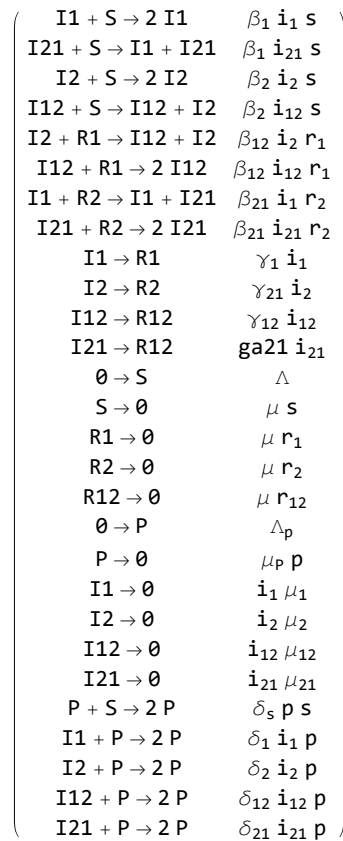 I1 + S → 2 I1 β₁ i₁ s
I21 + S → I1 + I21 β₁ i₂₁ s
I2 + S → 2 I2 β₂ i₂ s
I12 + S → I12 + I2 β₂ i₁₂ s
I2 + R1 → I12 + I2 β₁₂ i₂ r₁
I12 + R1 → 2 I12 β₁₂ i₁₂ r₁
I1 + R2 → I1 + I21 β₂₁ i₁ r₂
I21 + R2 → 2 I21 β₂₁ i₂₁ r₂
I1 → R1 γ₁ i₁
I2 → R2 γ₂₁ i₂
I12 → R12 γ₁₂ i₁₂
I21 → R12 ga21 i₂₁
0 → S Λ
S → 0 μ s
R1 → 0 μ r₁
R2 → 0 μ r₂
R12 → 0 μ r₁₂
0 → P Λₚ
P → 0 μ_P p
I1 → 0 i₁ μ₁
I2 → 0 i₂ μ₂
I12 → 0 i₁₂ μ₁₂
I21 → 0 i₂₁ μ₂₁
P + S → 2 P δₛ p s
I1 + P → 2 P δ₁ i₁ p
I2 + P → 2 P δ₂ i₂ p
I12 + P → 2 P δ₁₂ i₁₂ p
I21 + P → 2 P δ₂₁ i₂₁ p